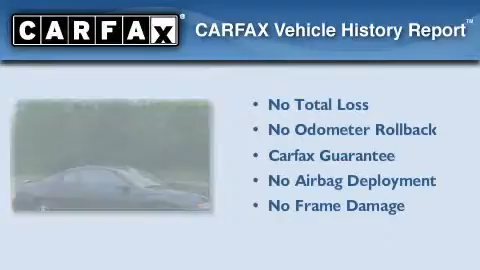 CARFAX® CARFAX Vehicle History Report™
• No Total Loss
• No Odometer Rollback
• Carfax Guarantee
• No Airbag Deployment
• No Frame Damage